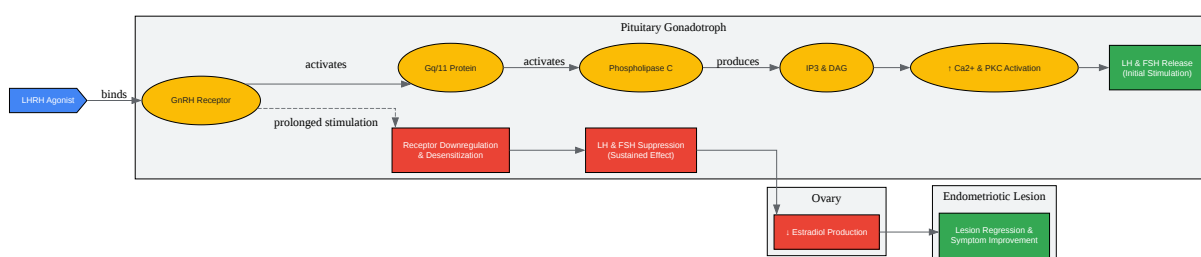 Pituitary Gonadotroph
LHRH Agonist
binds
GnRH Receptor
activates
Gq/11 Protein
activates
Phospholipase C
produces
IP3 & DAG
↑ Ca2+ & PKC Activation
LH & FSH Release
(Initial Stimulation)
prolonged stimulation
Receptor Downregulation
& Desensitization
LH & FSH Suppression
(Sustained Effect)
Ovary
↓ Estradiol Production
Endometriotic Lesion
Lesion Regression &
Symptom Improvement